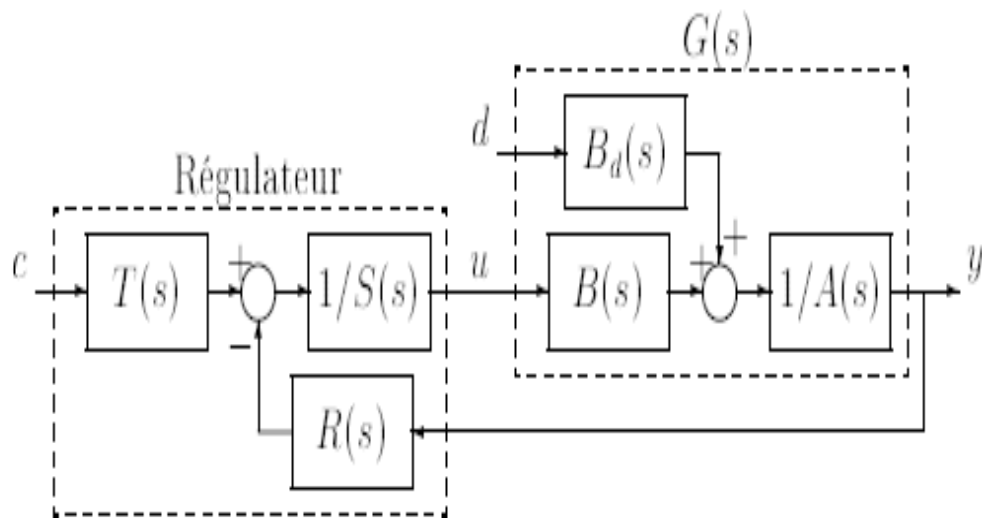 G(s)
d
B_d(s)
Régulateur
+
c
T(s)
+
1/S(s)
u
B(s)
+
1/A(s)
y
−
R(s)